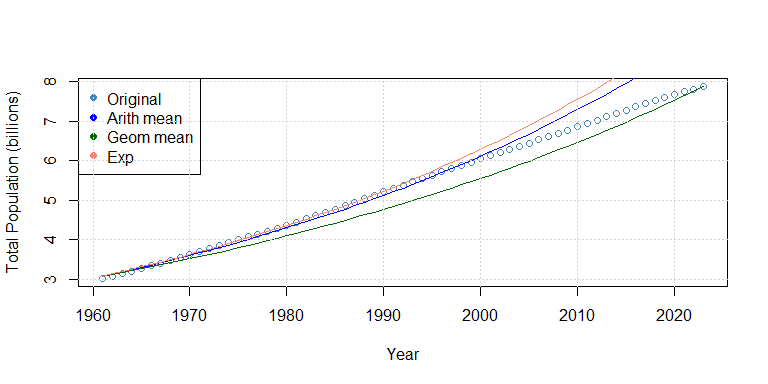 Total Population (billions)
8
7
6
5
4
3
Original
Arith mean
Geom mean
Exp
1960 1970 1980 1990 2000 2010 2020
Year